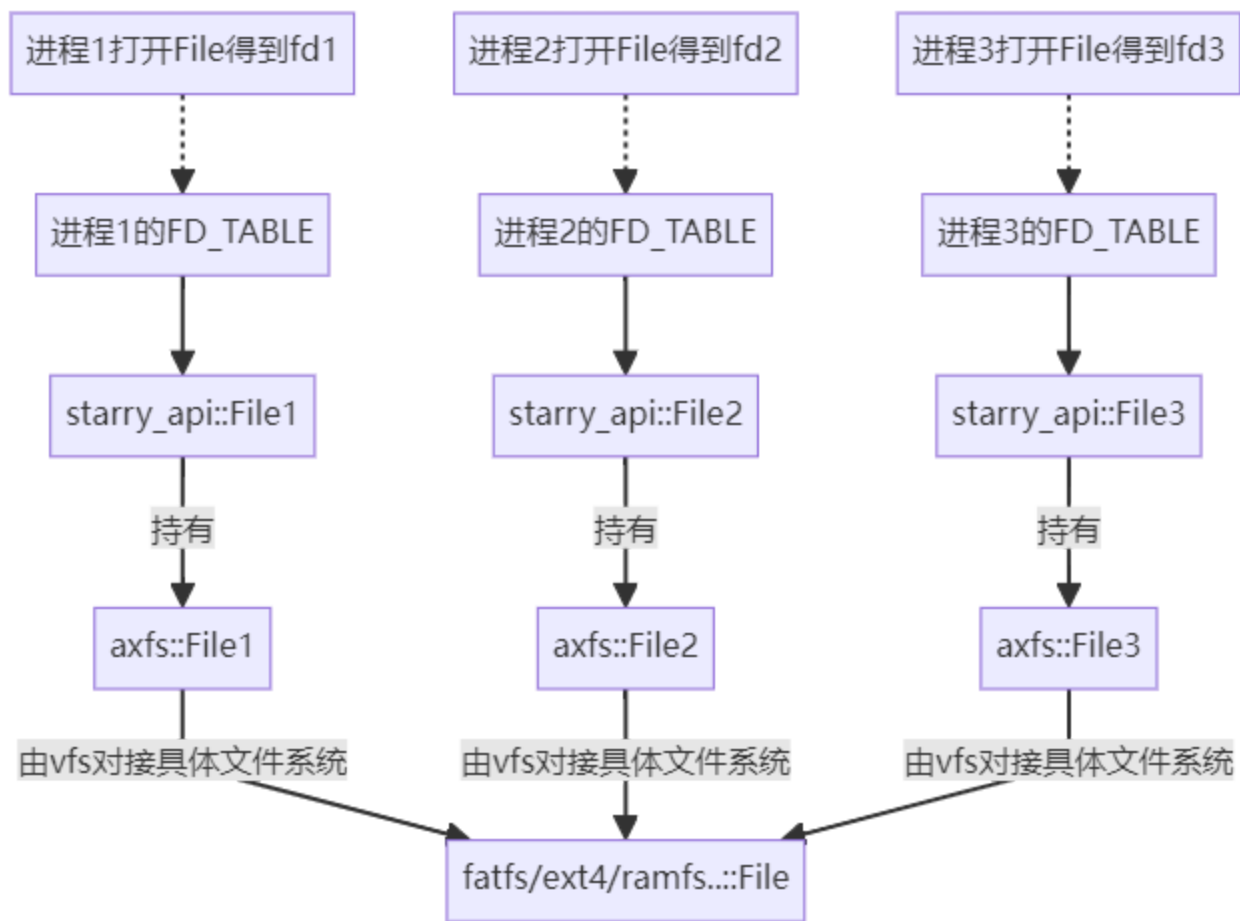 进程1打开File得到fd1
进程2打开File得到fd2
进程3打开File得到fd3
进程1的FD_TABLE
进程2的FD_TABLE
进程3的FD_TABLE
starry_api::File1
starry_api::File2
starry_api::File3
持有
持有
持有
axfs::File1
axfs::File2
axfs::File3
由vfs对接具体文件系统
由vfs对接具体文件系统
由vfs对接具体文件系统
fatfs/ext4/ramfs..::File